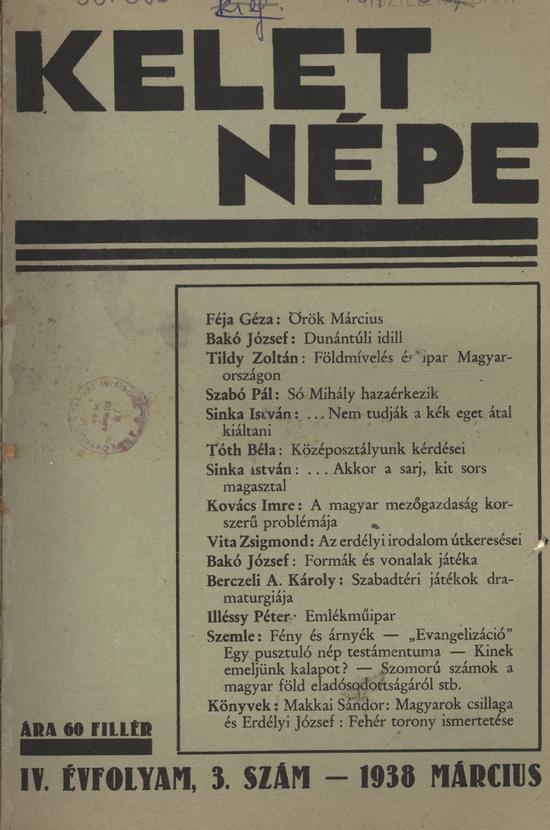 KELET
NÉPE
Féja Géza: Örök Március
Bakó József: Dunántúli idill
Tildy Zoltán: Földmívelés és ipar Magyar-
országon
Szabó Pál: Só Mihály hazaérkezik
Sinka István: ... Nem tudják a kék eget átal
kiáltani
Tóth Béla: Középosztályunk kérdései
Sinka István: ... Akkor a sarj, kit sors
magasztal
Kovács Imre: A magyar mezőgazdaság kor-
szerű problémája
Vita Zsigmond: Az erdélyi irodalom útkeresései
Bakó József: Formák és vonalak játéka
Berczeli A. Károly: Szabadtéri játékok dra-
maturgiája
Illéssy Péter: Emlékműipar
Szemle: Fény és árnyék — „Evangelizáció”
Egy pusztuló nép testámentuma — Kinek
emeljünk kalapot? — Szomorú számok a
magyar föld eladósodottságáról stb.
Könyvek: Makkai Sándor: Magyarok csillaga
és Erdélyi József: Fehér torony ismertetése
ÁRA 60 FILLÉR
IV. ÉVFOLYAM, 3. SZÁM — 1938 MÁRCIUS